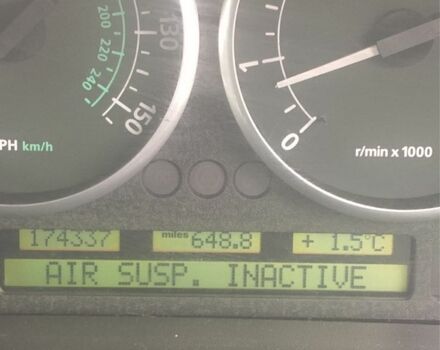 200
220
240
130
150
MPH km/h
1
0
r/min x 1000
174337 miles 648.8 + 1.5°C
AIR SUSP. INACTIVE